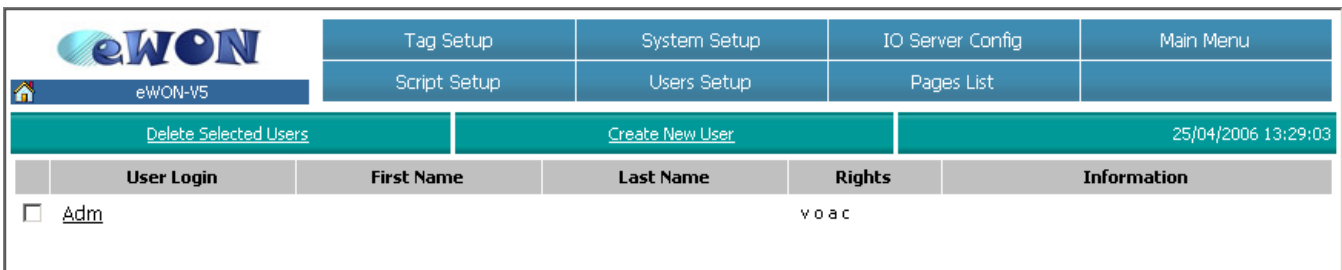 eWON Tag Setup System Setup IO Server Config Main Menu
eWON-V5 Script Setup Users Setup Pages List
Delete Selected Users Create New User 25/04/2006 13:29:03
User Login First Name Last Name Rights Information
Adm v o a c